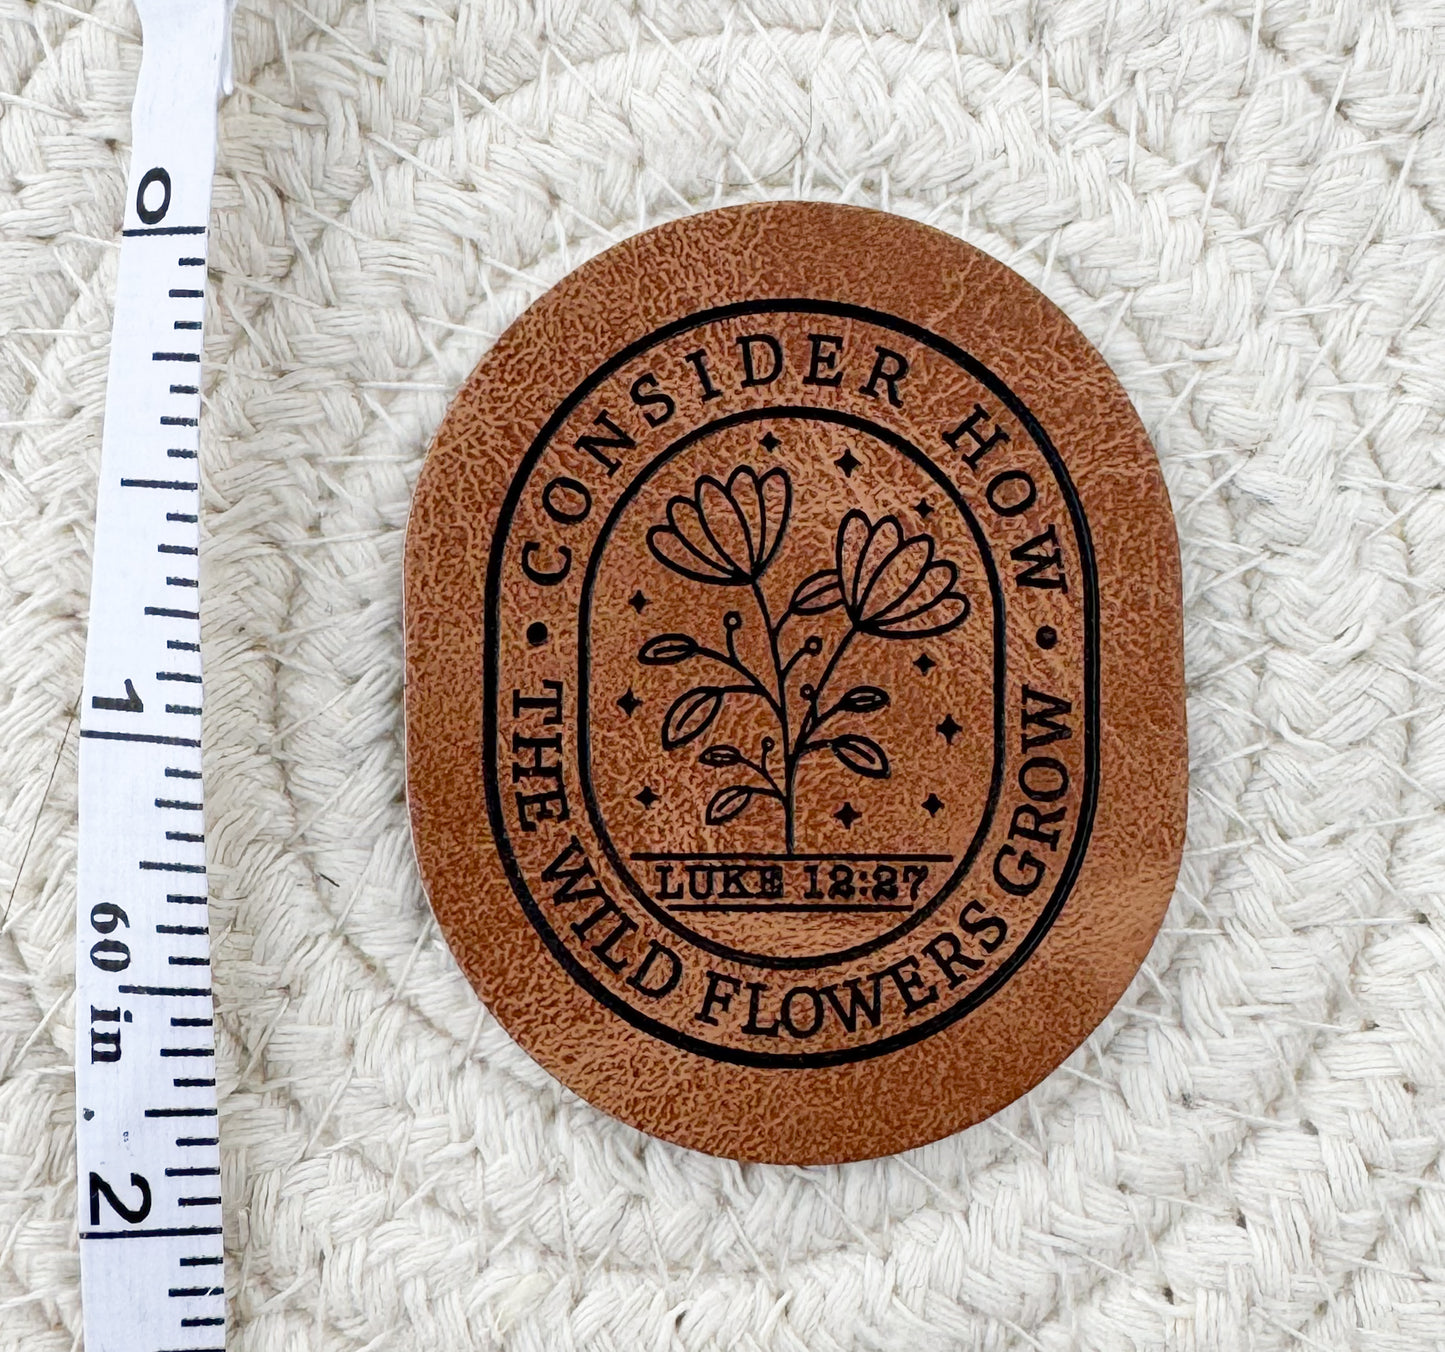 0
1
60 in
2
CONSIDER HOW
THE WILD FLOWERS GROW
LUKE 12:27